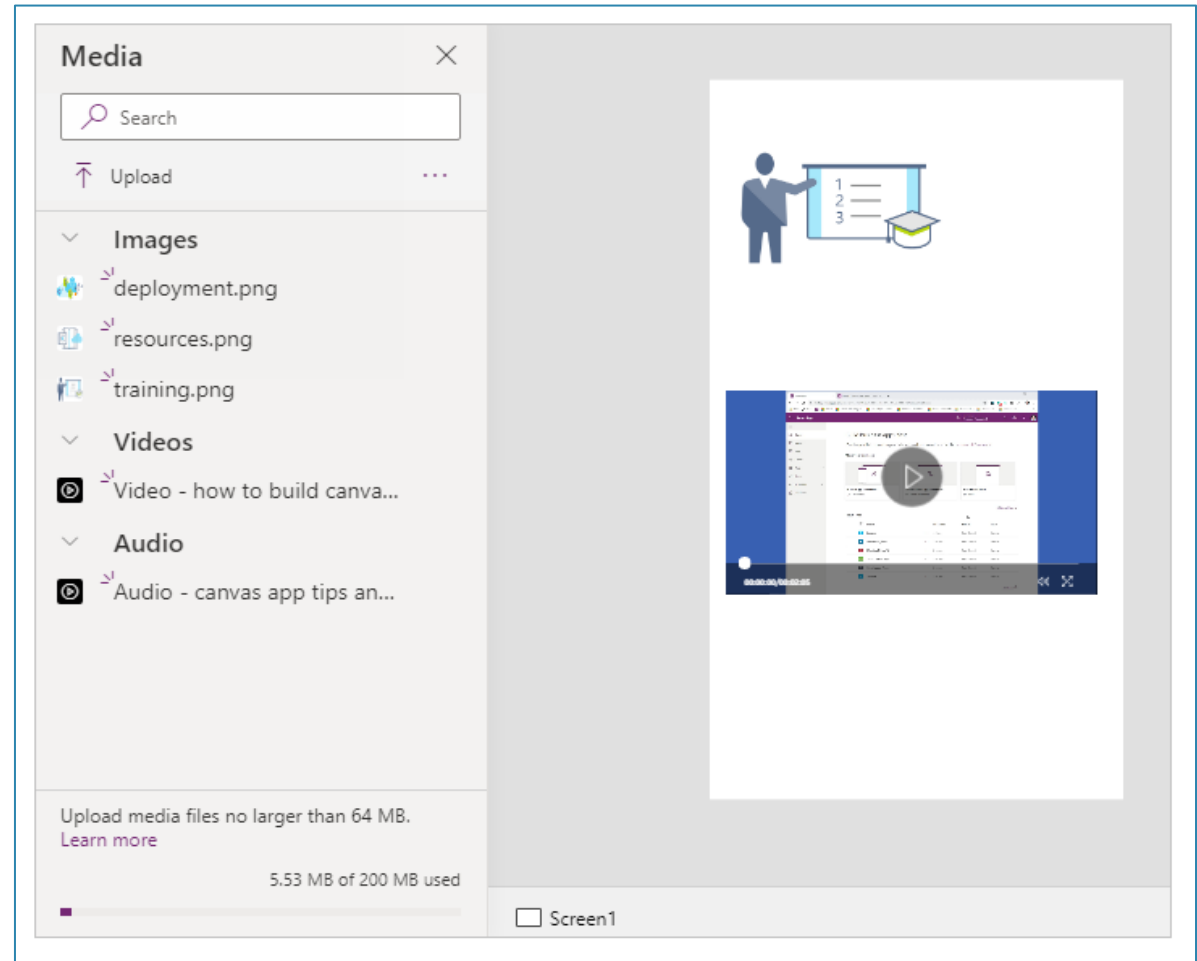 Media
Search
Upload
Images
deployment.png
resources.png
training.png
Videos
Video - how to build canva...
Audio
Audio - canvas app tips an...
Upload media files no larger than 64 MB.
Learn more
5.53 MB of 200 MB used
1
2
3
Screen1